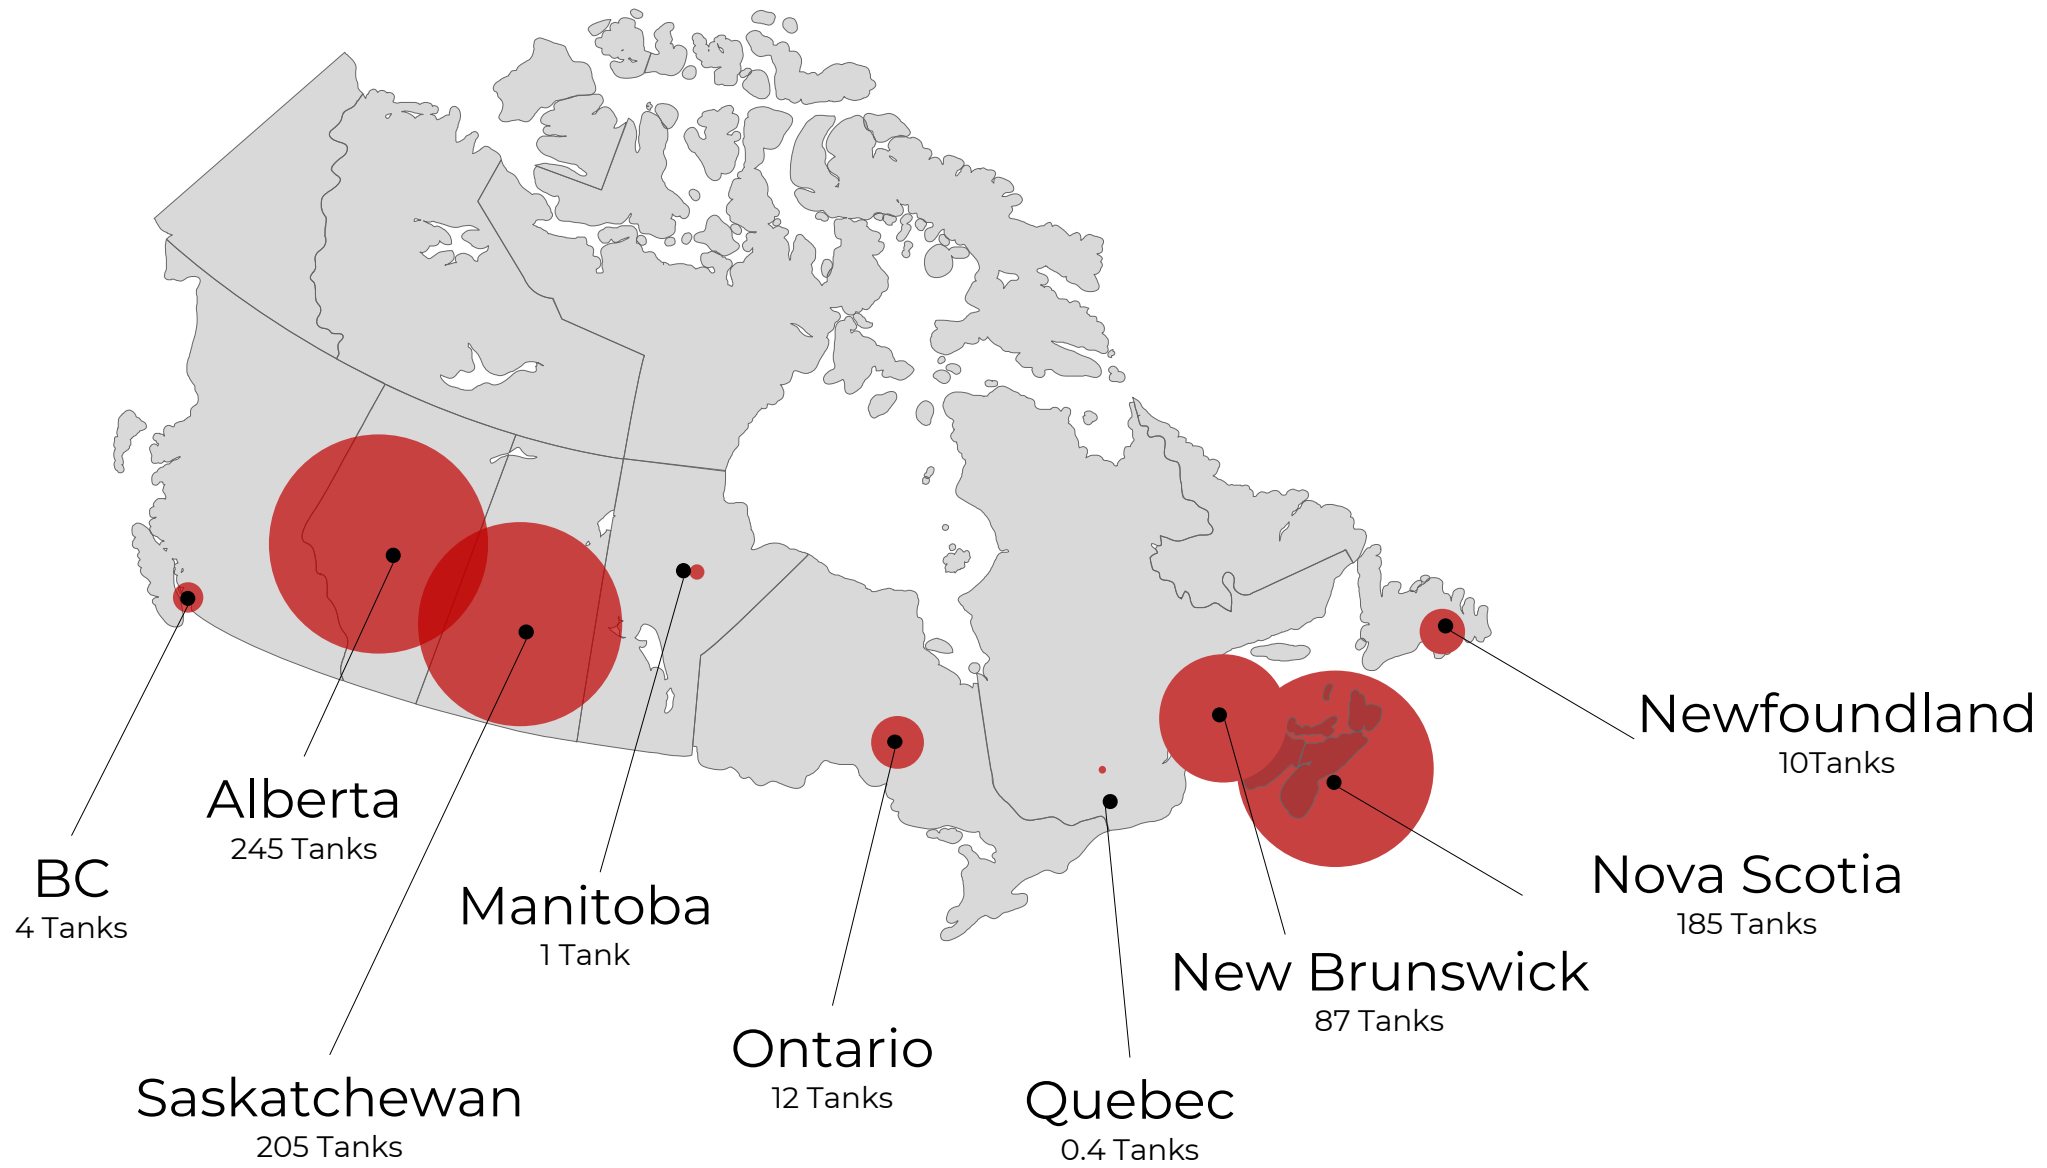 Newfoundland
10Tanks
Alberta
245 Tanks
BC
4 Tanks
Nova Scotia
185 Tanks
Manitoba
1 Tank
New Brunswick
87 Tanks
Ontario
12 Tanks
Saskatchewan
205 Tanks
Quebec
0.4 Tanks